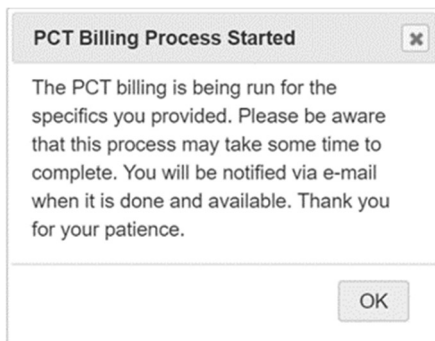 PCT Billing Process Started
The PCT billing is being run for the
specifics you provided. Please be aware
that this process may take some time to
complete. You will be notified via e-mail
when it is done and available. Thank you
for your patience.
OK